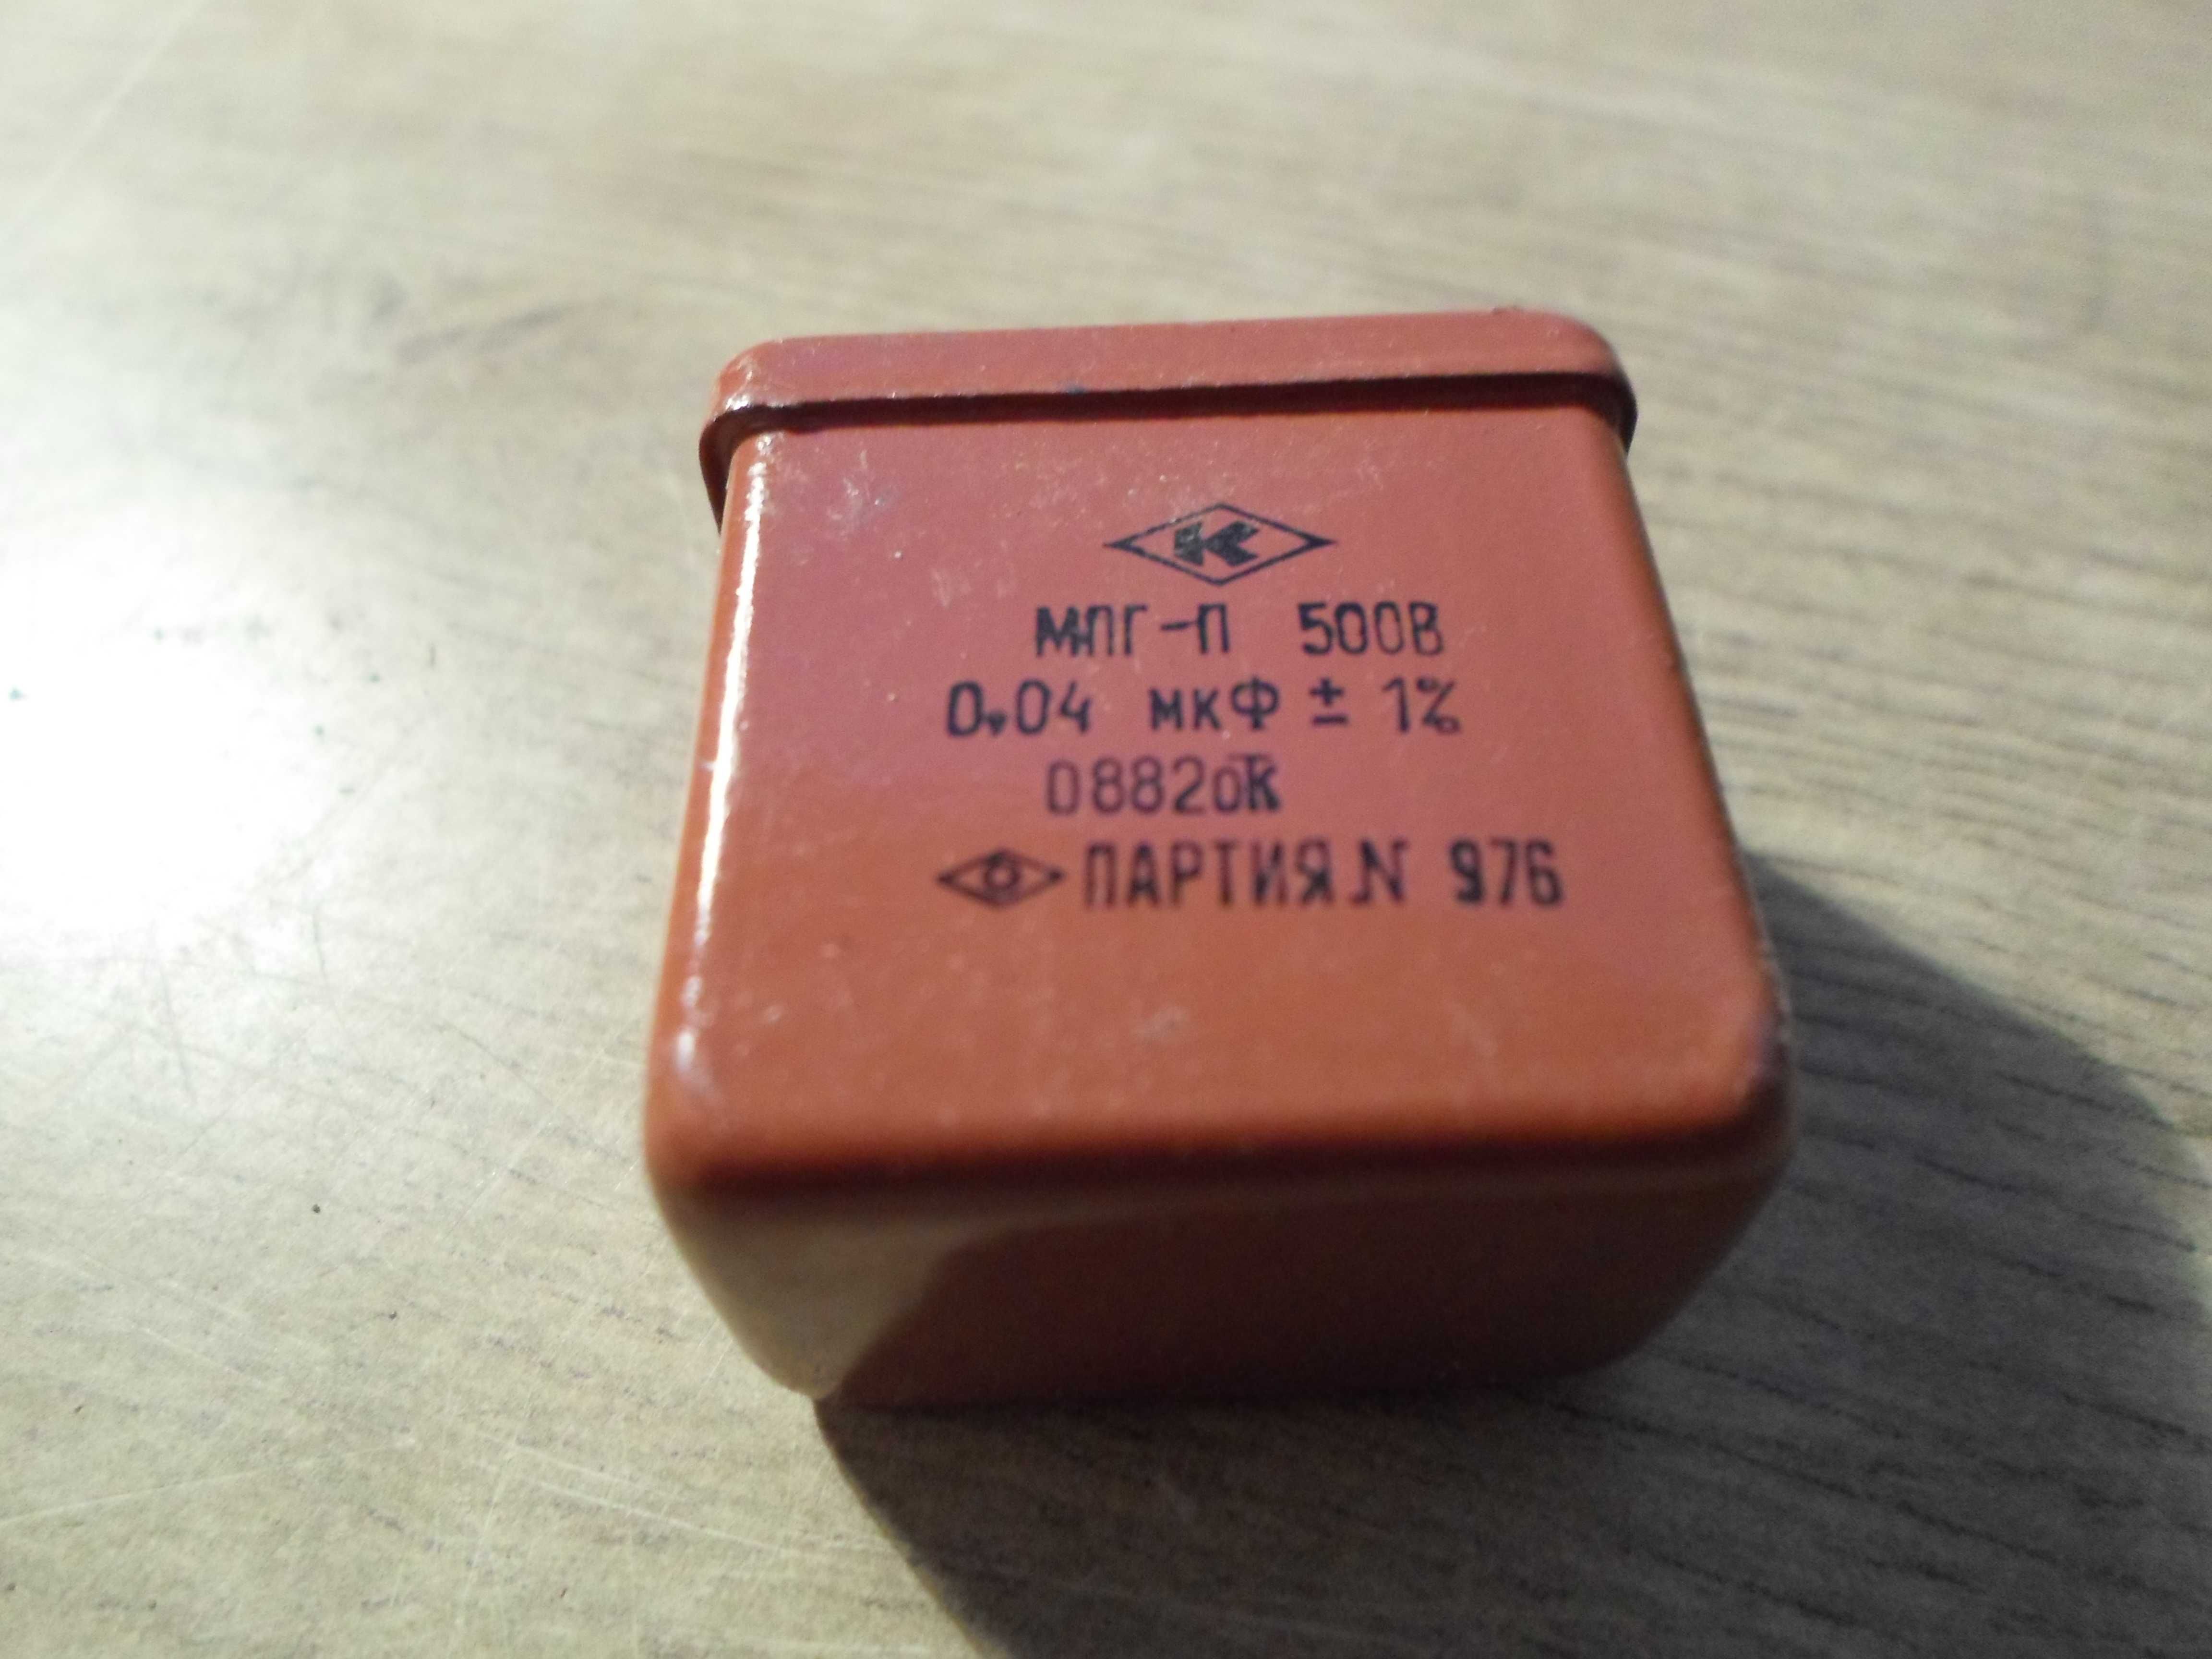 К
МПГ-П 500В
0,04 мкФ ± 1%
0882отк
ПАРТИЯ N 976